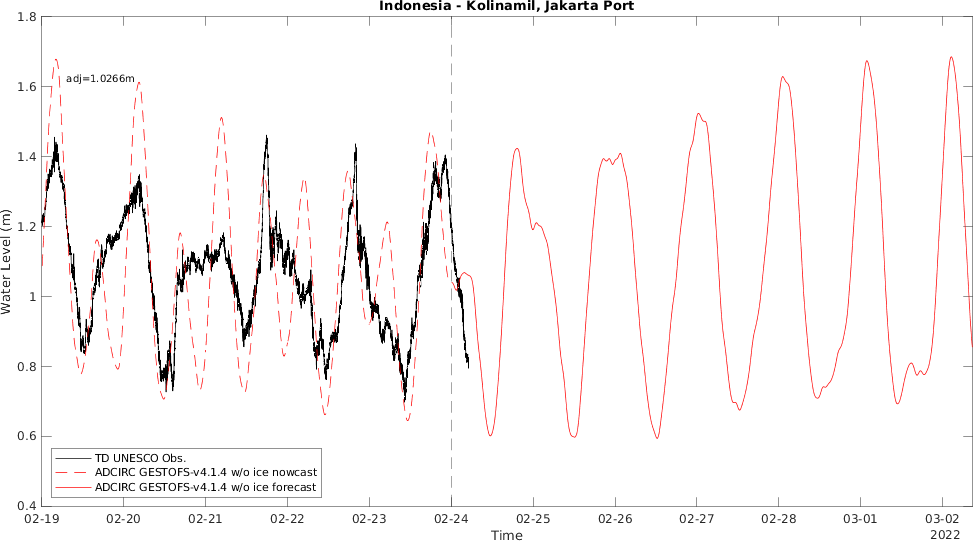 Indonesia - Kolinamil, Jakarta Port
1.8
1.6
1.4
1.2
1
0.8
0.6
0.4
Water Level (m)
adj=1.0266m
TD UNESCO Obs.
ADCIRC GESTOFS-v4.1.4 w/o ice nowcast
ADCIRC GESTOFS-v4.1.4 w/o ice forecast
02-19 02-20 02-21 02-22 02-23 02-24 02-25 02-26 02-27 02-28 03-01 03-02
2022
Time